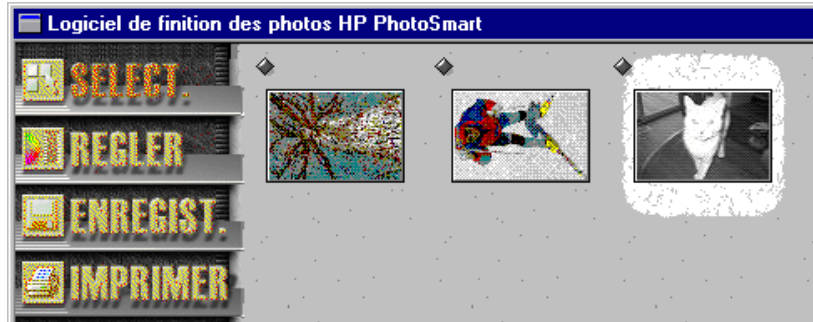 Logiciel de finition des photos HP PhotoSmart
SELECT.
REGLER
ENREGIST.
IMPRIMER